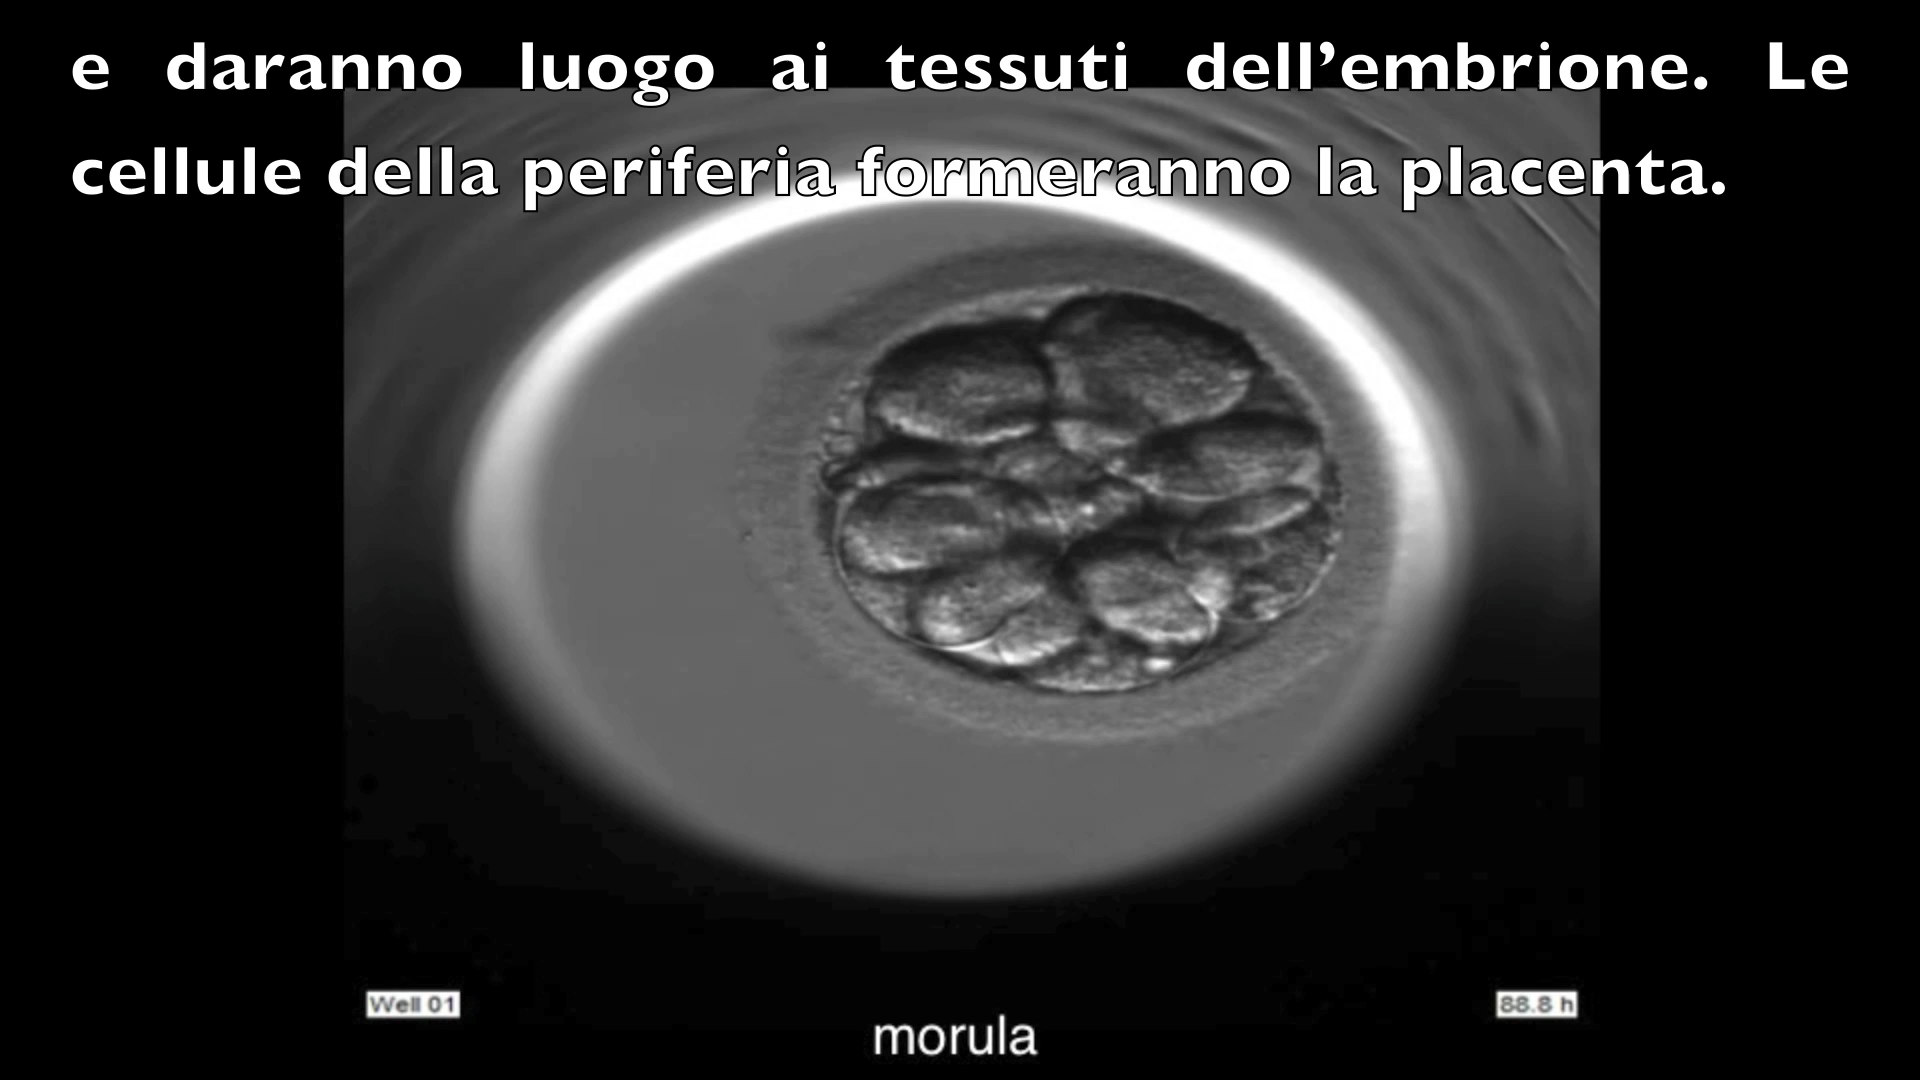 e daranno luogo ai tessuti dell’embrione. Le
cellule della periferia formeranno la placenta.
Well 01
88.8 h
morula